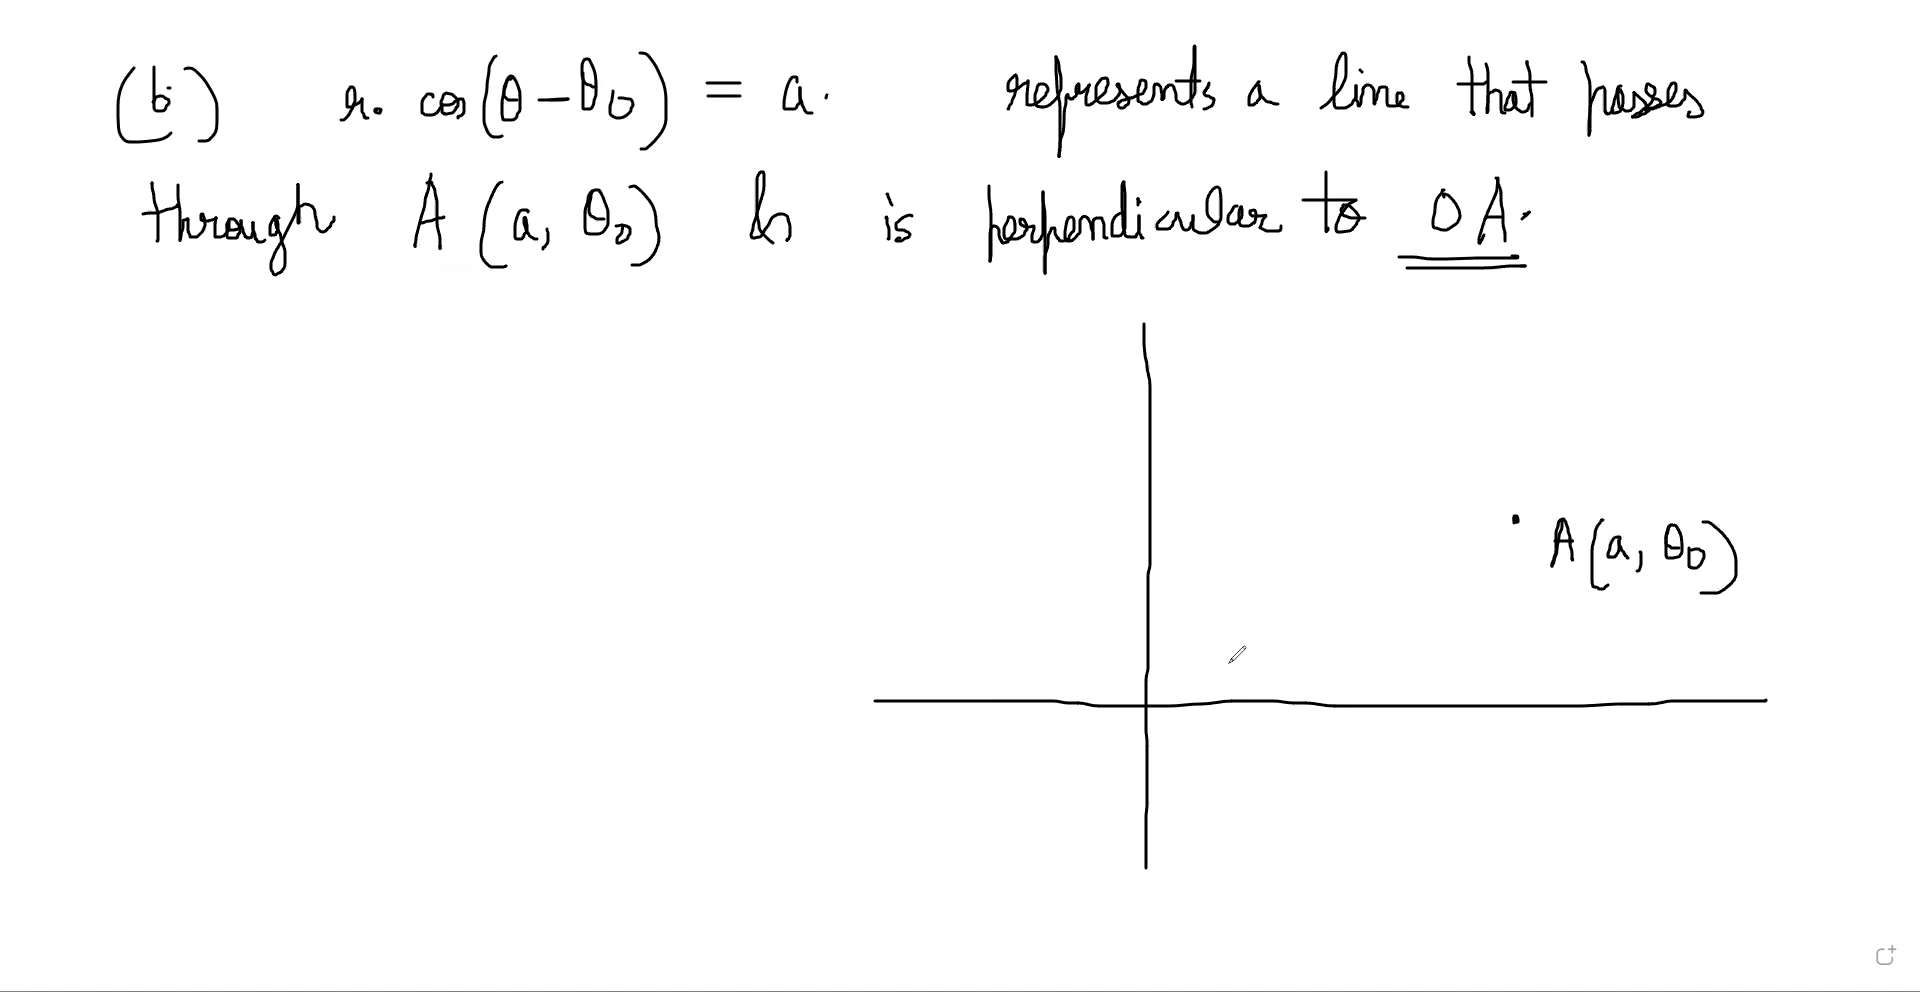 (b) r. cos(θ-θ₀) = a. represents a line that passes
through A (a, θ₀) & is perpendicular to OA.
A(a, θ₀)